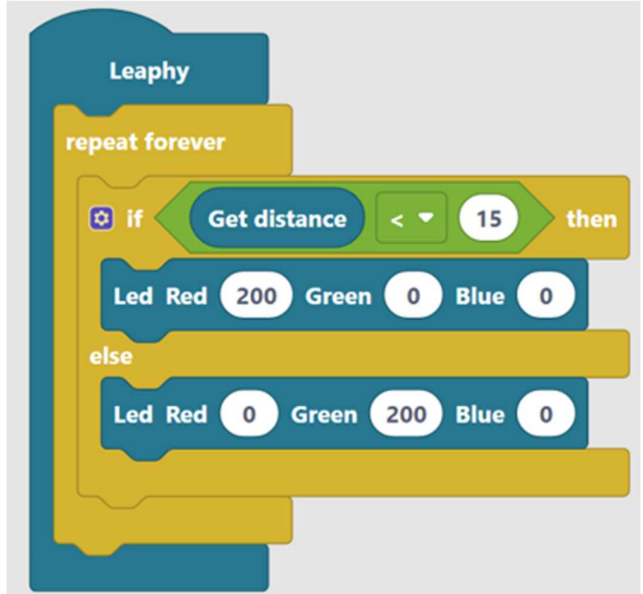 Leaphy
repeat forever
if Get distance < 15 then
Led Red 200 Green 0 Blue 0
else
Led Red 0 Green 200 Blue 0